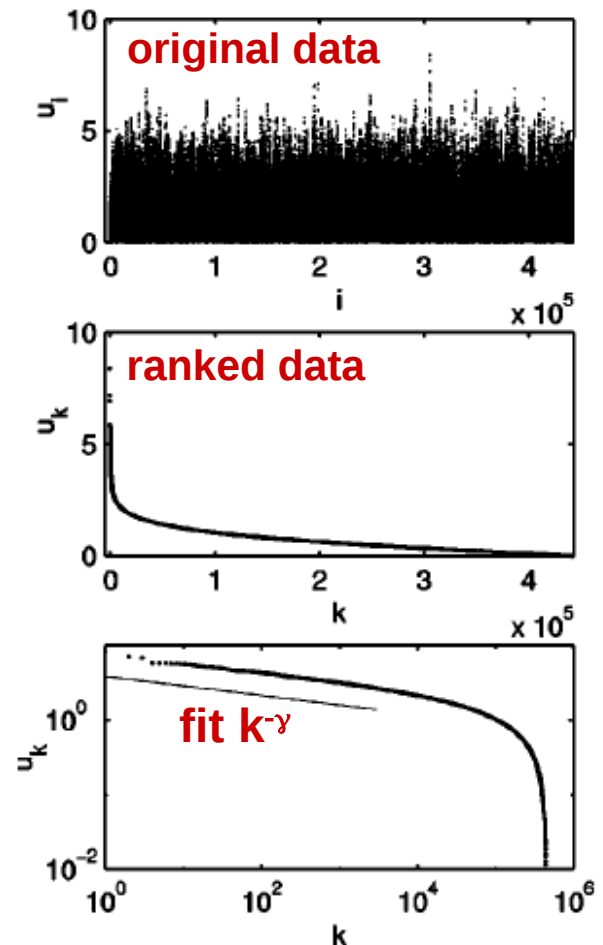 10
original data
u_i
5
0
0 1 2 3 4
i
x 10^5
10
ranked data
u_k
5
0
0 1 2 3 4
k
x 10^5
10^0
fit k^-γ
u_k
10^-2
10^0 10^2 10^4 10^6
k